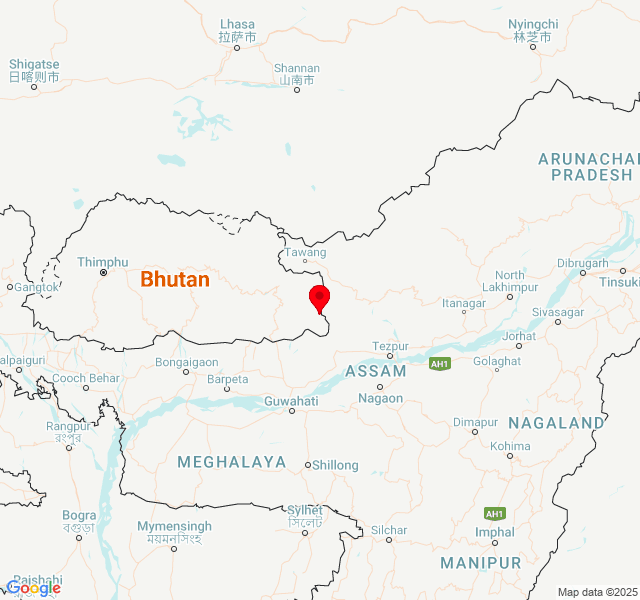 Lhasa
拉萨市
Nyingchi
林芝市
Shigatse
日喀则市
Shannan
山南市
ARUNACHAL
PRADESH
Tawang
Thimphu
Bhutan
Gangtok
Dibrugarh
Tinsuki
North
Lakhimpur
Itanagar
Sivasagar
Jorhat
Tezpur
Golaghat
AH1
alpaiguri
Bongaigaon
ASSAM
Cooch Behar
Barpeta
Nagaon
Guwahati
Rangpur
রংপুর
Dimapur
NAGALAND
Kohima
MEGHALAYA
Shillong
Bogra
বগুড়া
Sylhet
সিলেট
AH1
Mymensingh
ময়মনসিংহ
Silchar
Imphal
MANIPUR
Rajshahi
Google
Map data ©2025